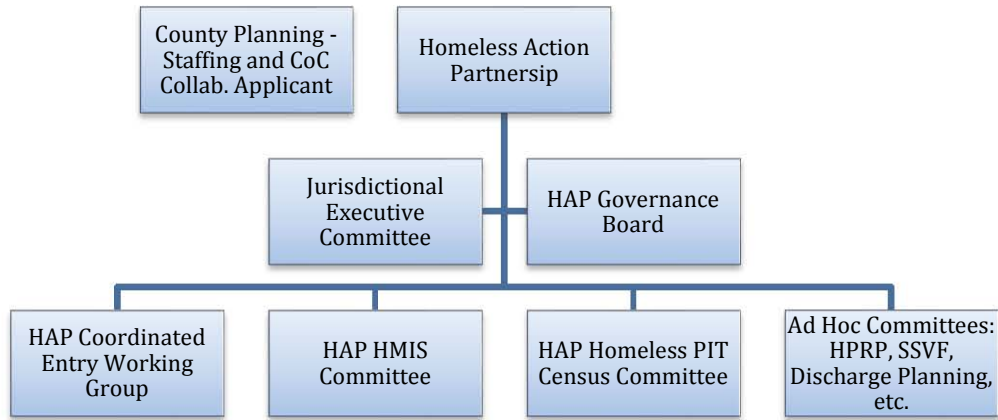 County Planning -
Staffing and CoC
Collab. Applicant
Homeless Action
Partnersip
Jurisdictional
Executive
Committee
HAP Governance
Board
HAP Coordinated
Entry Working
Group
HAP HMIS
Committee
HAP Homeless PIT
Census Committee
Ad Hoc Committees:
HPRP, SSVF,
Discharge Planning,
etc.